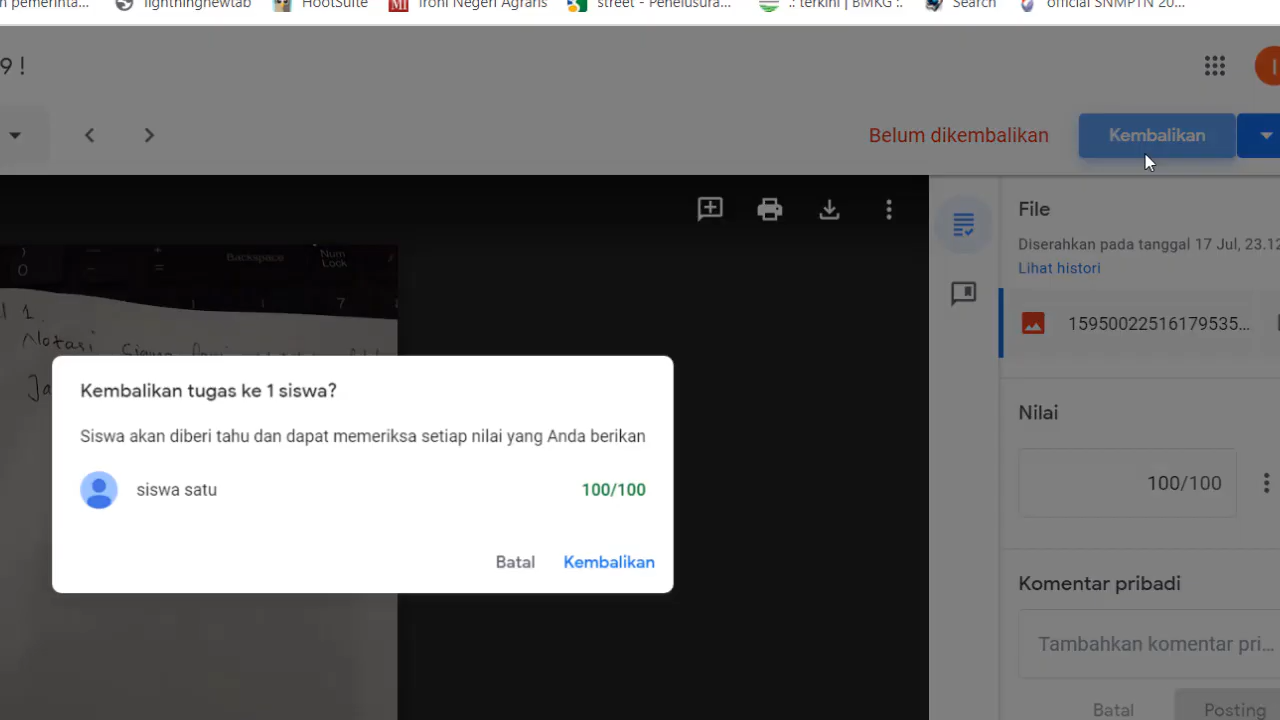 n pemerinta...
lightningnewtab
HootSuite
Ironi Negeri Agraris
street - Penelusura...
.: terkini | BMKG :.
Search
official SNMPTN 20...
9 !
Belum dikembalikan
Kembalikan
File
Diserahkan pada tanggal 17 Jul, 23.12
Lihat histori
15950022516179535...
Nilai
100/100
Komentar pribadi
Tambahkan komentar pri...
Batal
Posting
) 0
-
=
Backspace
Num Lock
7
1.
Notasi
Kembalikan tugas ke 1 siswa?
Siswa akan diberi tahu dan dapat memeriksa setiap nilai yang Anda berikan
siswa satu
100/100
Batal
Kembalikan